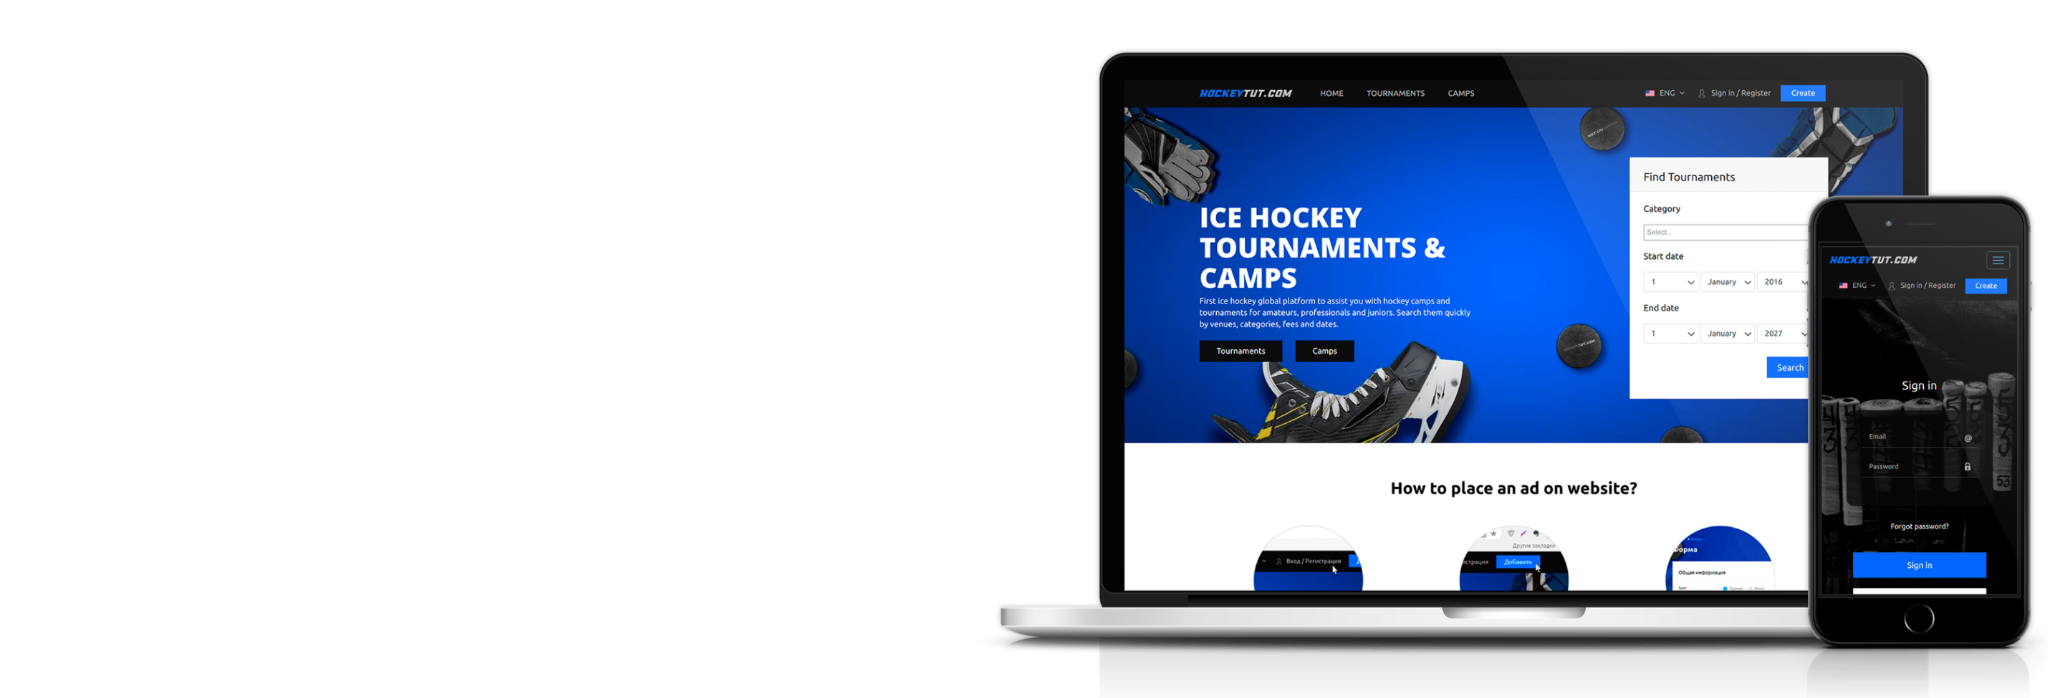 HOCKEYTUT.COM HOME TOURNAMENTS CAMPS ENG Sign in / Register Create
ICE HOCKEY
TOURNAMENTS &
CAMPS
First ice hockey global platform to assist you with hockey camps and
tournaments for amateurs, professionals and juniors. Search them quickly
by venues, categories, fees and dates.
Tournaments Camps
Find Tournaments
Category
Select..
Start date
1 January 2016
End date
1 January 2027
Search
How to place an ad on website?
Вход / Регистрация
Другие закладки
истрация Добавить
Форма
Общая информация
HOCKEYTUT.COM
ENG Sign in / Register Create
Sign in
Email @
Password
Forgot password?
Sign in